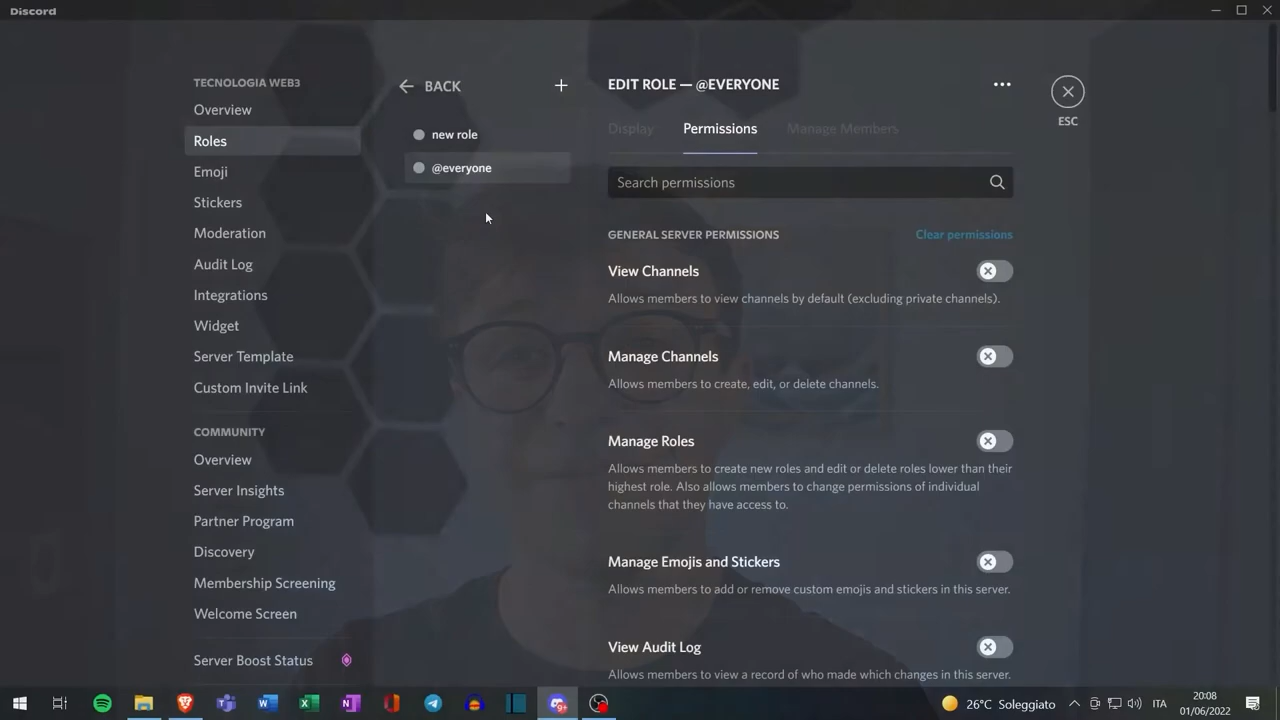 Discord
TECNOLOGIA WEB3
Overview
Roles
Emoji
Stickers
Moderation
Audit Log
Integrations
Widget
Server Template
Custom Invite Link
COMMUNITY
Overview
Server Insights
Partner Program
Discovery
Membership Screening
Welcome Screen
Server Boost Status
BACK
new role
@everyone
EDIT ROLE — @EVERYONE
ESC
Display
Permissions
Manage Members
Search permissions
GENERAL SERVER PERMISSIONS
Clear permissions
View Channels
Allows members to view channels by default (excluding private channels).
Manage Channels
Allows members to create, edit, or delete channels.
Manage Roles
Allows members to create new roles and edit or delete roles lower than their
highest role. Also allows members to change permissions of individual
channels that they have access to.
Manage Emojis and Stickers
Allows members to add or remove custom emojis and stickers in this server.
View Audit Log
Allows members to view a record of who made which changes in this server.
26°C Soleggiato
ITA
20:08
01/06/2022